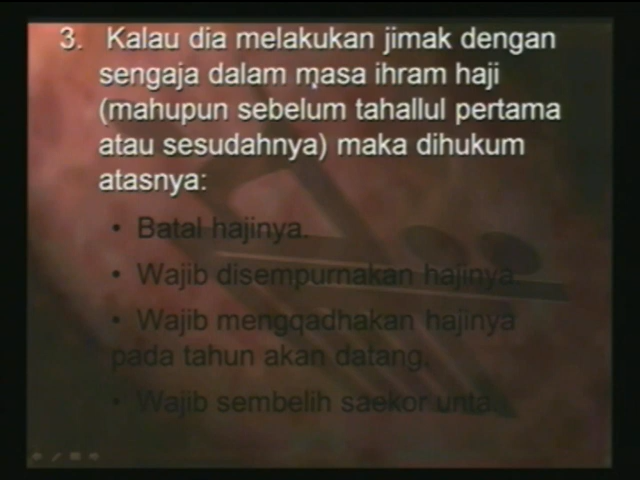 3. Kalau dia melakukan jimak dengan
sengaja dalam masa ihram haji
(mahupun sebelum tahallul pertama
atau sesudahnya) maka dihukum
atasnya:
• Batal hajinya.
• Wajib disempurnakan hajinya.
• Wajib mengqadhakan hajinya
pada tahun akan datang.
• Wajib sembelih saekor unta.